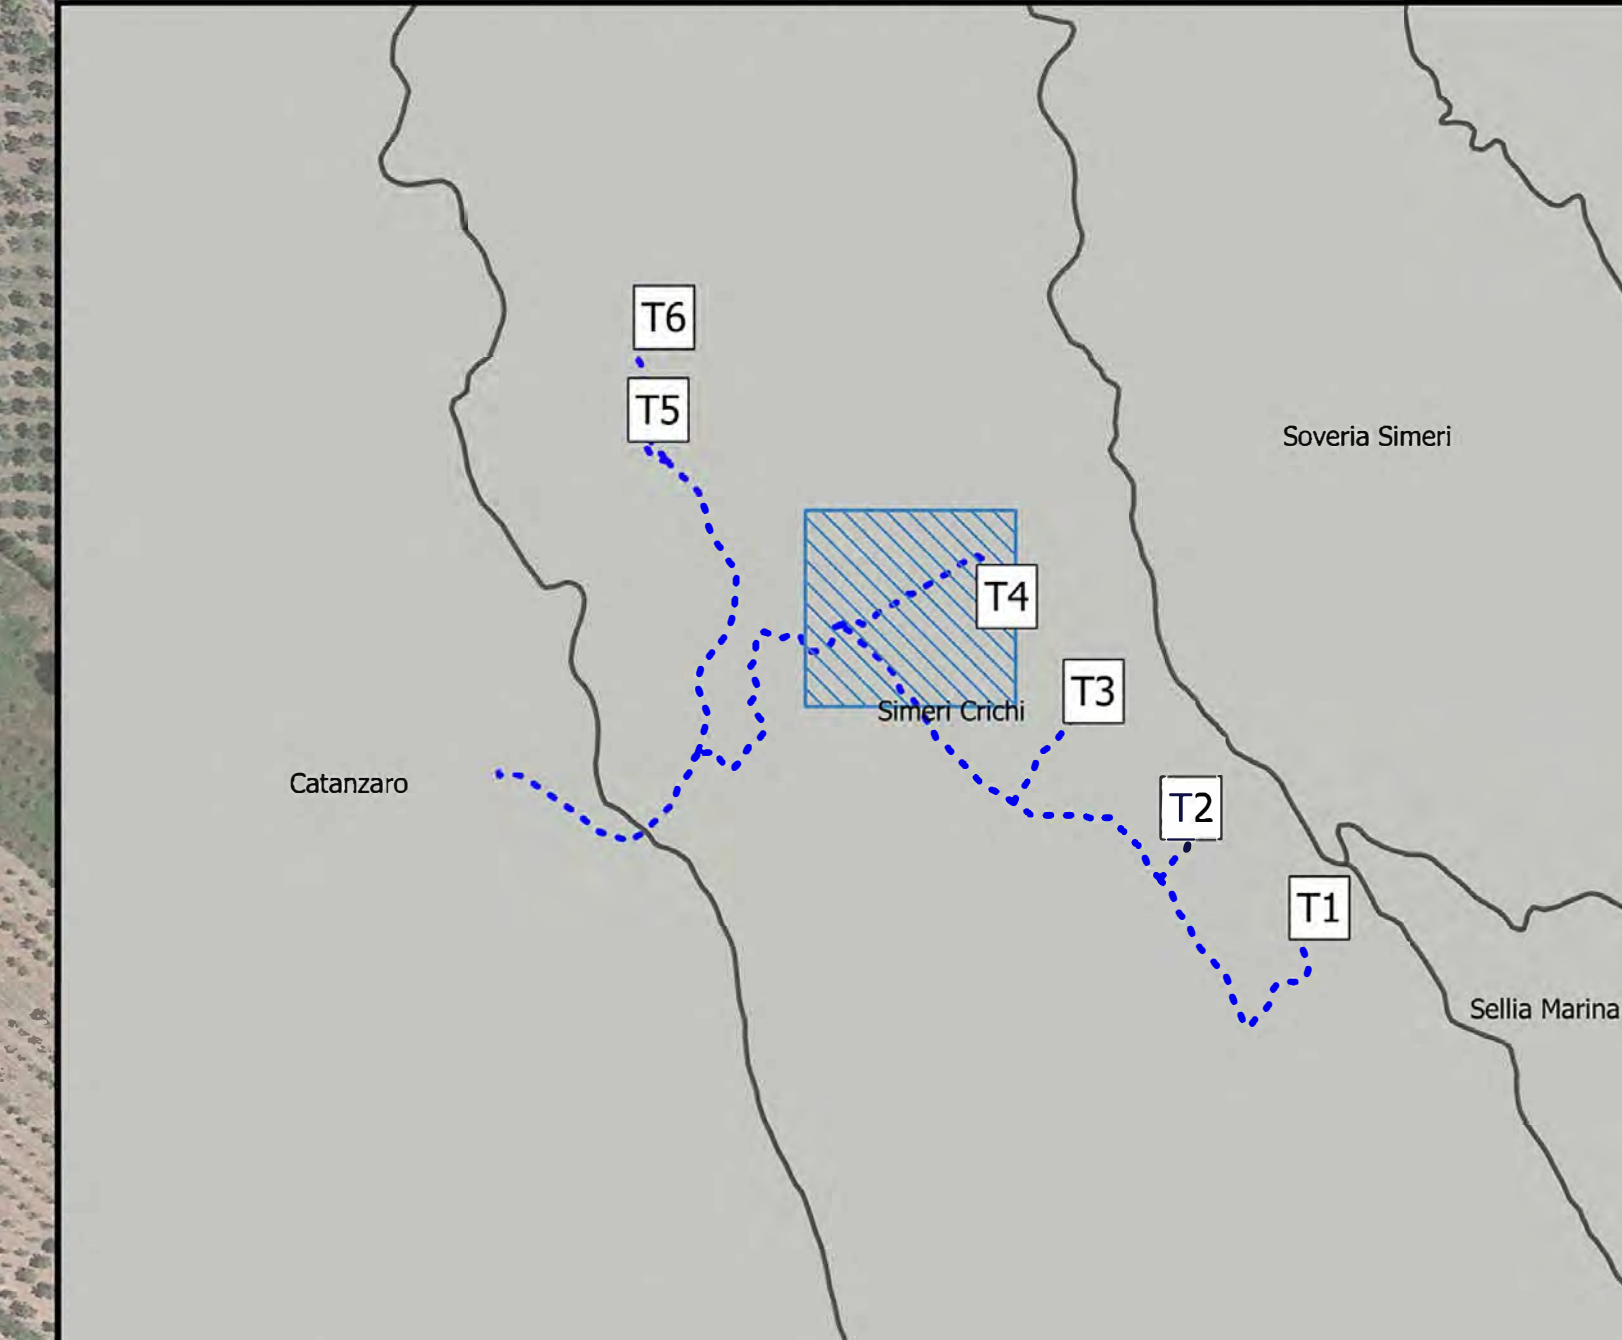 T6
T5
Soveria Simeri
T4
T3
Simeri Crichi
Catanzaro
T2
T1
Sellia Marina